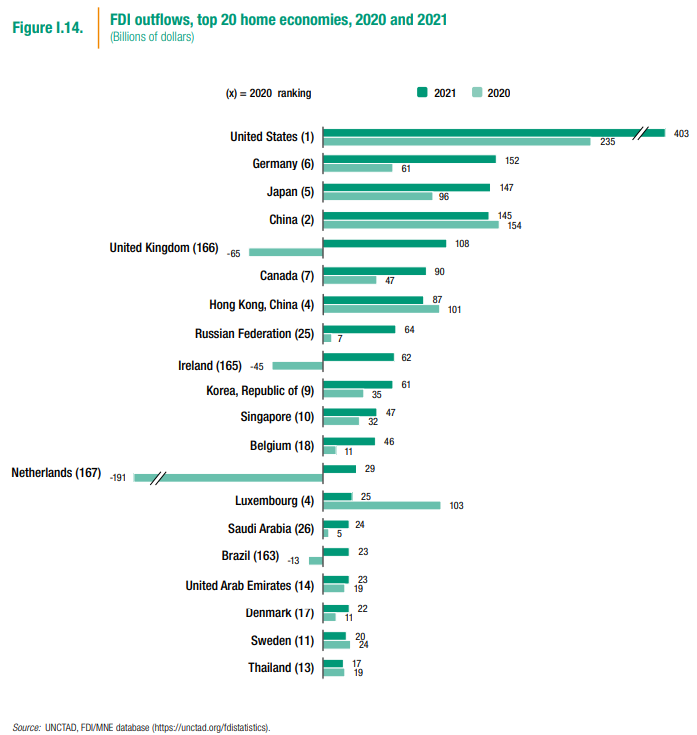 Figure I.14.
FDI outflows, top 20 home economies, 2020 and 2021
(Billions of dollars)
(x) = 2020 ranking
2021
2020
United States (1)
403
235
Germany (6)
152
61
Japan (5)
147
96
China (2)
145
154
United Kingdom (166)
-65
108
Canada (7)
90
47
Hong Kong, China (4)
87
101
Russian Federation (25)
64
7
Ireland (165)
-45
62
Korea, Republic of (9)
61
35
Singapore (10)
47
32
Belgium (18)
46
11
Netherlands (167)
-191
29
Luxembourg (4)
25
103
Saudi Arabia (26)
24
5
Brazil (163)
-13
23
United Arab Emirates (14)
23
19
Denmark (17)
22
11
Sweden (11)
20
24
Thailand (13)
17
19
Source: UNCTAD, FDI/MNE database (https://unctad.org/fdistatistics).